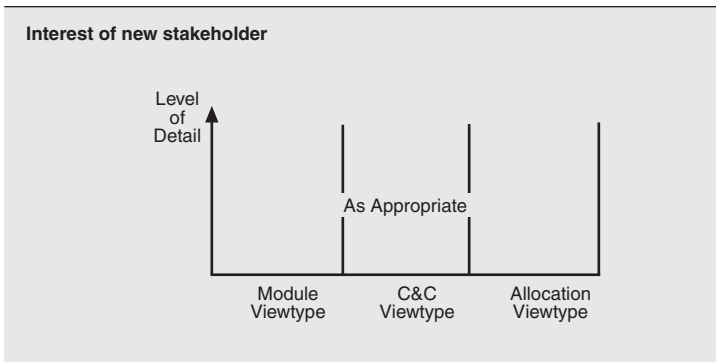 Interest of new stakeholder
Level
of
Detail
As Appropriate
Module
Viewtype
C&C
Viewtype
Allocation
Viewtype